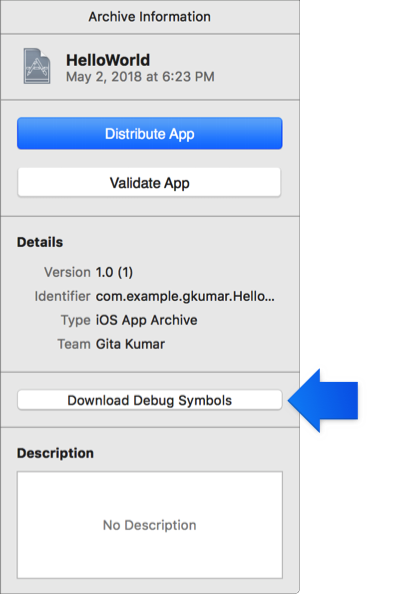 Archive Information
HelloWorld
May 2, 2018 at 6:23 PM
Distribute App
Validate App
Details
Version 1.0 (1)
Identifier com.example.gkumar.Hello...
Type iOS App Archive
Team Gita Kumar
Download Debug Symbols
Description
No Description